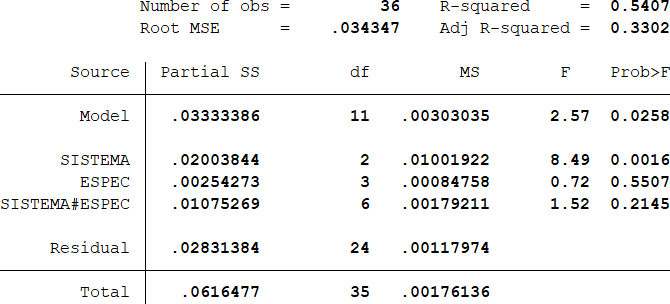 Number of obs = 36 R-squared = 0.5407
Root MSE = .034347 Adj R-squared = 0.3302
Source Partial SS df MS F Prob>F
Model .03333386 11 .00303035 2.57 0.0258
SISTEMA .02003844 2 .01001922 8.49 0.0016
ESPEC .00254273 3 .00084758 0.72 0.5507
SISTEMA#ESPEC .01075269 6 .00179211 1.52 0.2145
Residual .02831384 24 .00117974
Total .0616477 35 .00176136